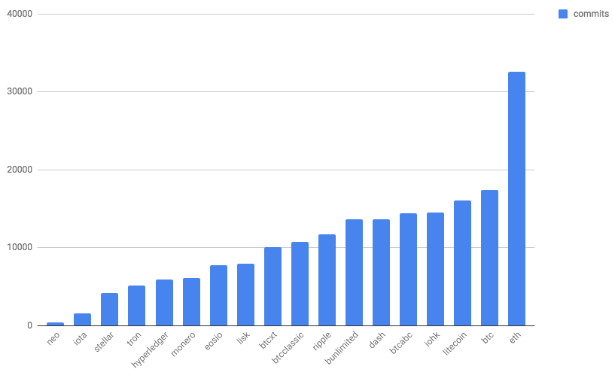 40000
commits
30000
20000
10000
0
neo
iota
stellar
tron
hyperledger
monero
eosio
lisk
btcxt
btcclassic
ripple
bunlimited
dash
btcabc
iohk
litecoin
btc
eth